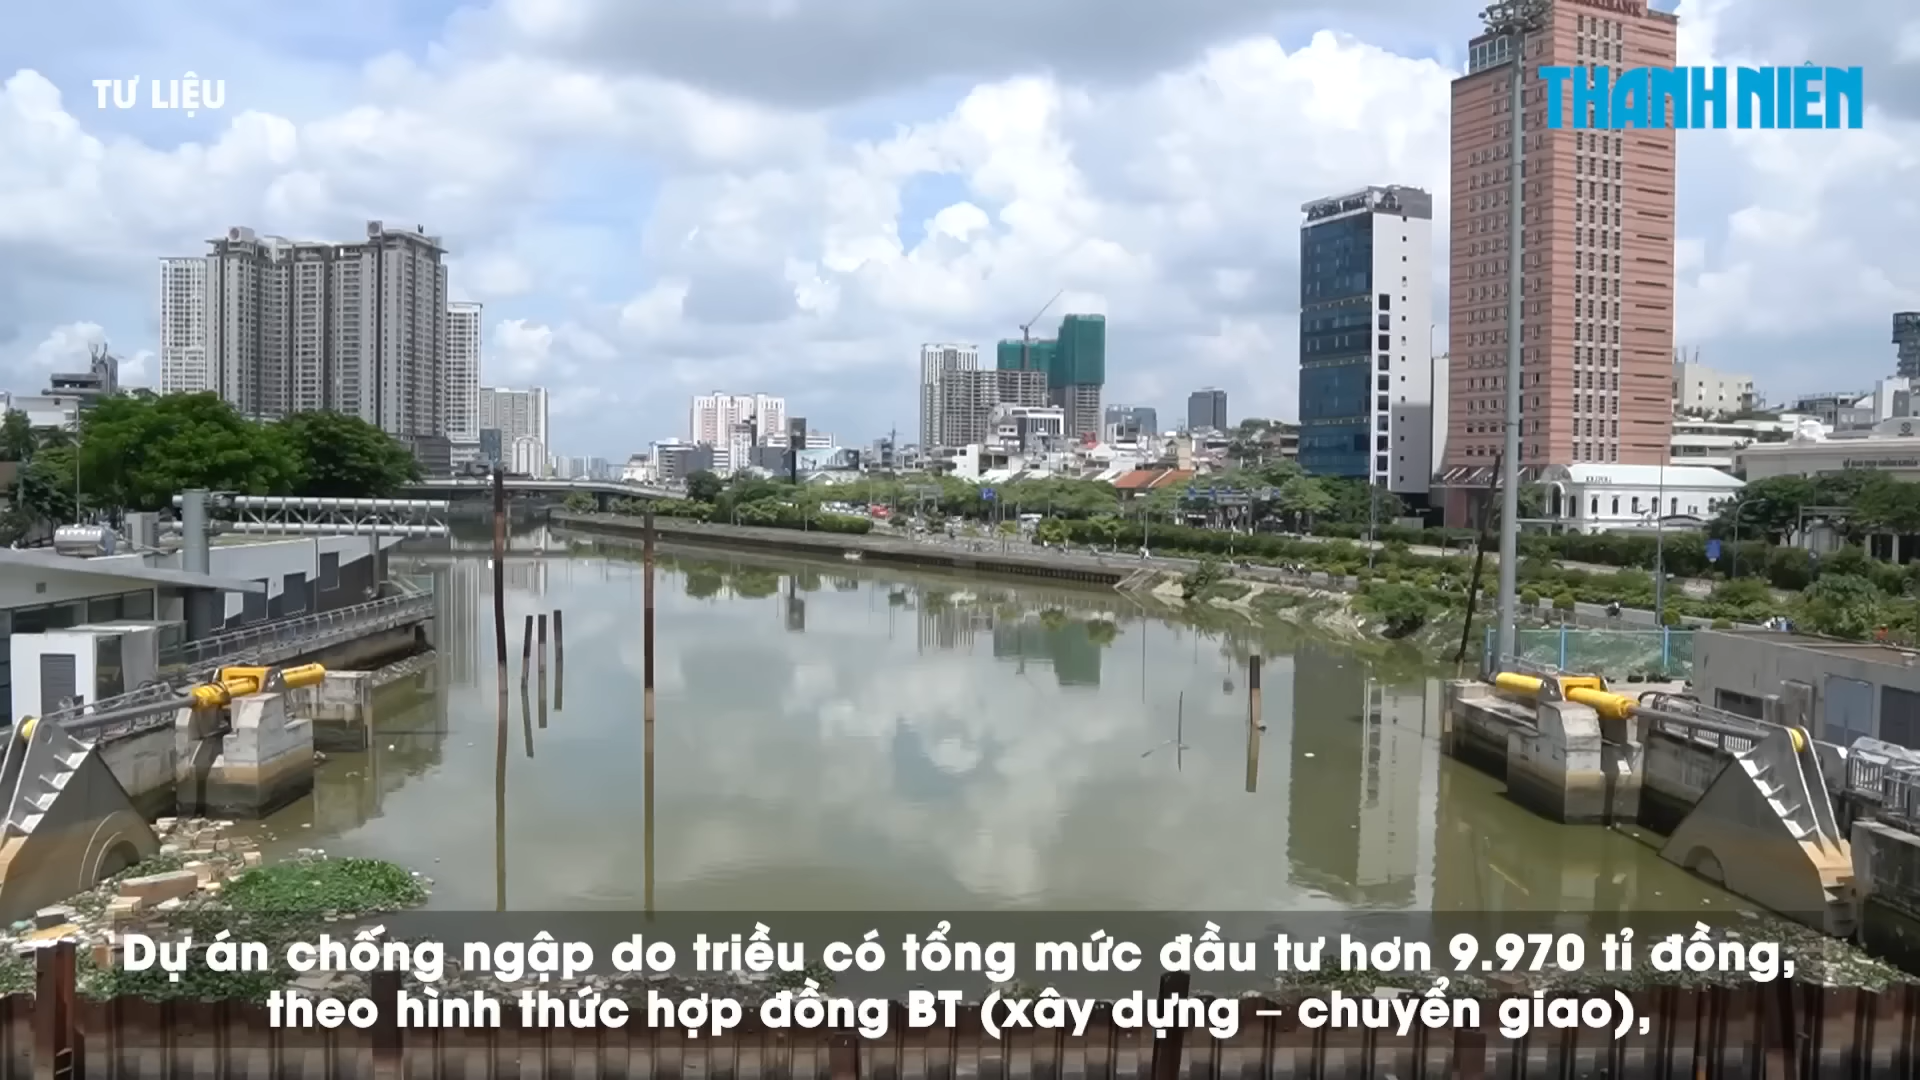 TƯ LIỆU
THANH NIÊN
Dự án chống ngập do triều có tổng mức đầu tư hơn 9.970 tỉ đồng,
theo hình thức hợp đồng BT (xây dựng – chuyển giao),